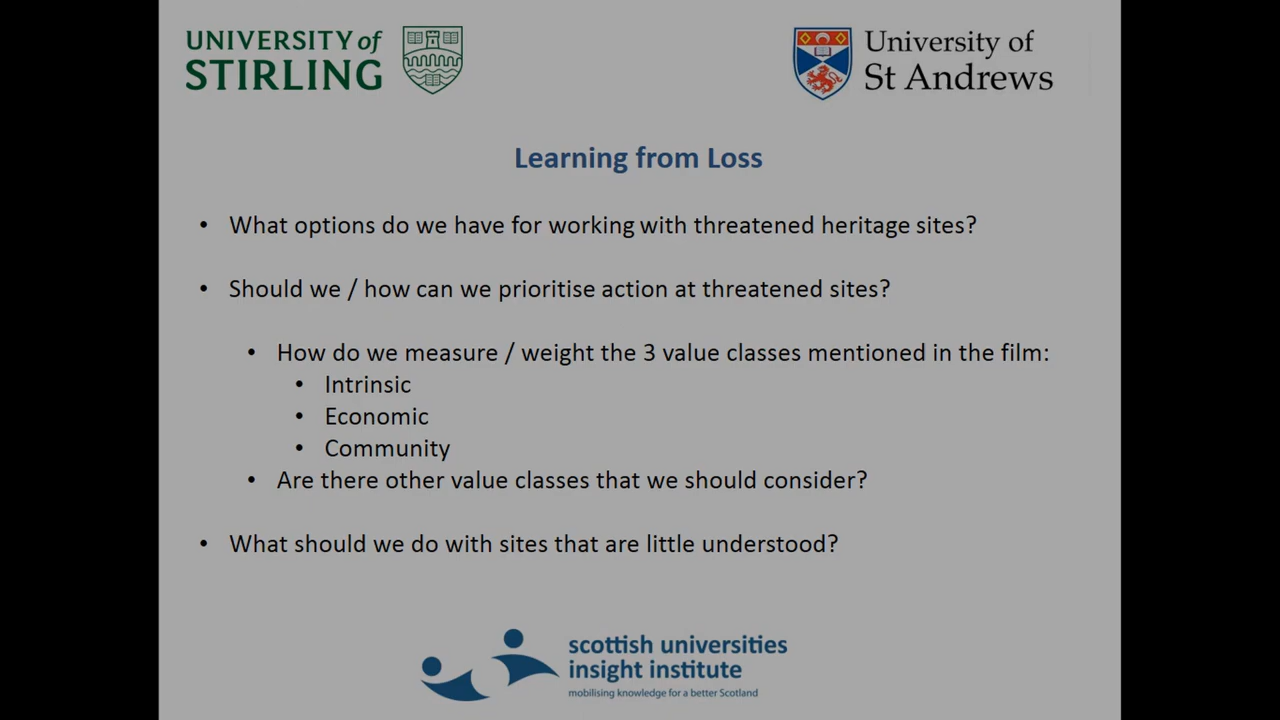 UNIVERSITY of
STIRLING
University of
St Andrews
Learning from Loss
• What options do we have for working with threatened heritage sites?
• Should we / how can we prioritise action at threatened sites?
• How do we measure / weight the 3 value classes mentioned in the film:
• Intrinsic
• Economic
• Community
• Are there other value classes that we should consider?
• What should we do with sites that are little understood?
scottish universities
insight institute
mobilising knowledge for a better Scotland